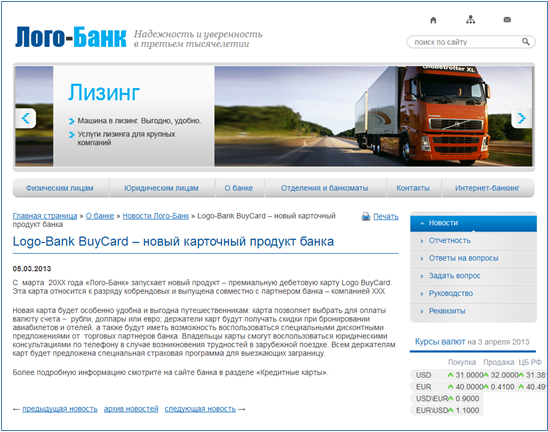 Лого-Банк
Надежность и уверенность
в третьем тысячелетии
поиск по сайту
Лизинг
Машина в лизинг. Выгодно, удобно.
Услуги лизинга для крупных
компаний
Globetrotter XL
VOLVO
Физическим лицам
Юридическим лицам
О банке
Отделения и банкоматы
Контакты
Интернет-банкинг
Главная страница » О банке » Новости Лого-Банк » Logo-Bank BuyCard – новый карточный
продукт банка
Печать
Logo-Bank BuyCard – новый карточный продукт банка
05.03.2013
С марта 20XX года «Лого-Банк» запускает новый продукт – премиальную дебетовую карту Logo BuyCard.
Эта карта относится к разряду кобрендовых и выпущена совместно с партнером банка – компанией XXX.
Новая карта будет особенно удобна и выгодна путешественникам: карта позволяет выбрать для оплаты
валюту счета – рубли, доллары или евро; держатели карт будут получать скидки при бронировании
авиабилетов и отелей, а также будут иметь возможность воспользоваться специальными дисконтными
предложениями от торговых партнеров банка. Владельцы карты смогут воспользоваться юридическими
консультациями по телефону в случае возникновения трудностей в зарубежной поездке. Всем держателям
карт будет предложена специальная страховая программа для выезжающих заграницу.
Более подробную информацию смотрите на сайте банка в разделе «Кредитные карты».
← предыдущая новость архив новостей следующая новость →
Новости
Отчетность
Ответы на вопросы
Задать вопрос
Руководство
Реквизиты
Курсы валют на 3 апреля 2013
Покупка Продажа ЦБ РФ
USD 31.0000 32.0000 31.381
EUR 40.0000 0.4100 40.491
USD\EUR 0.9000
EUR\USD 1.1000